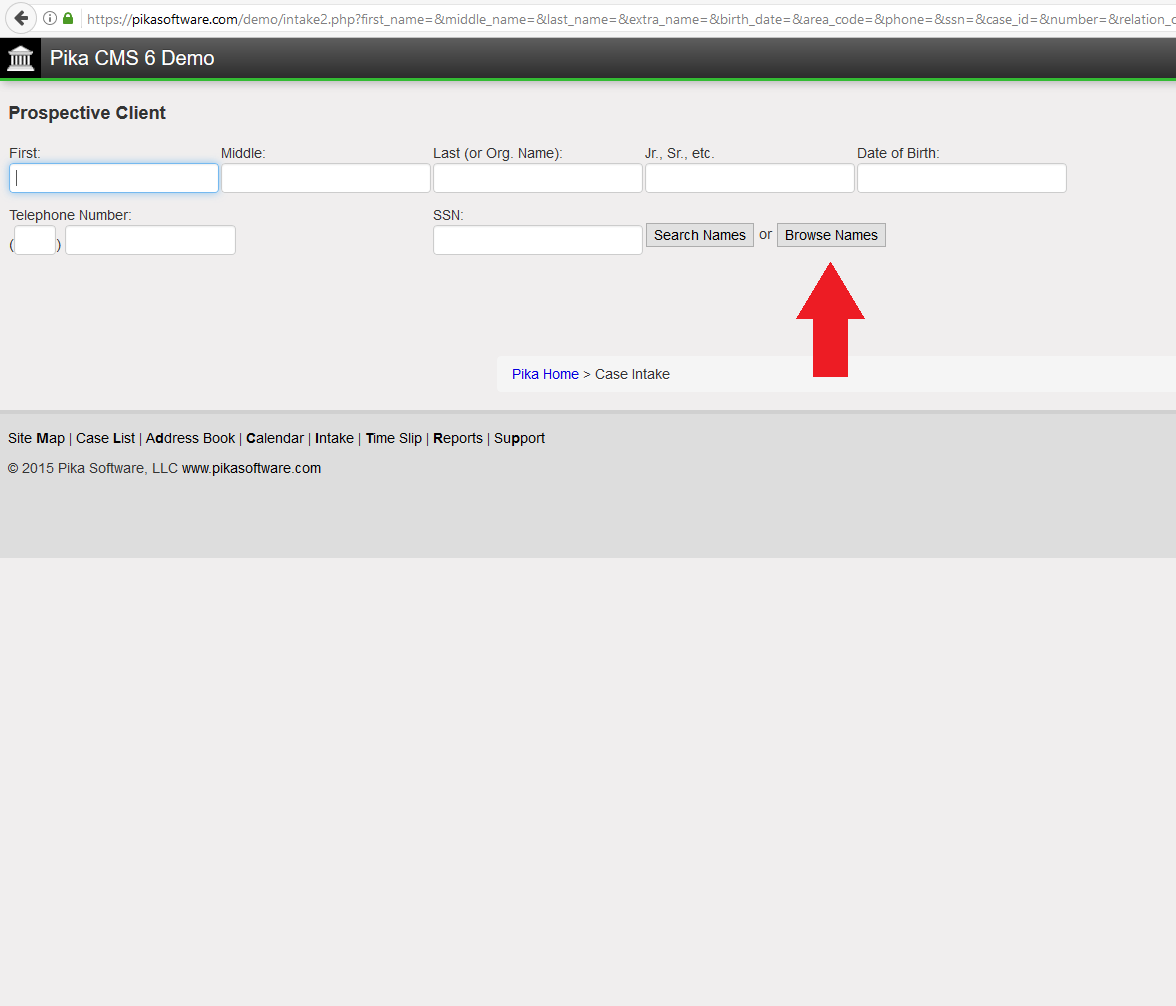 https://pikasoftware.com/demo/intake2.php?first_name=&middle_name=&last_name=&extra_name=&birth_date=&area_code=&phone=&ssn=&case_id=&number=&relation_c
Pika CMS 6 Demo
Prospective Client
First: Middle: Last (or Org. Name): Jr., Sr., etc. Date of Birth:
Telephone Number: SSN:
( ) Search Names or Browse Names
Pika Home > Case Intake
Site Map | Case List | Address Book | Calendar | Intake | Time Slip | Reports | Support
© 2015 Pika Software, LLC www.pikasoftware.com